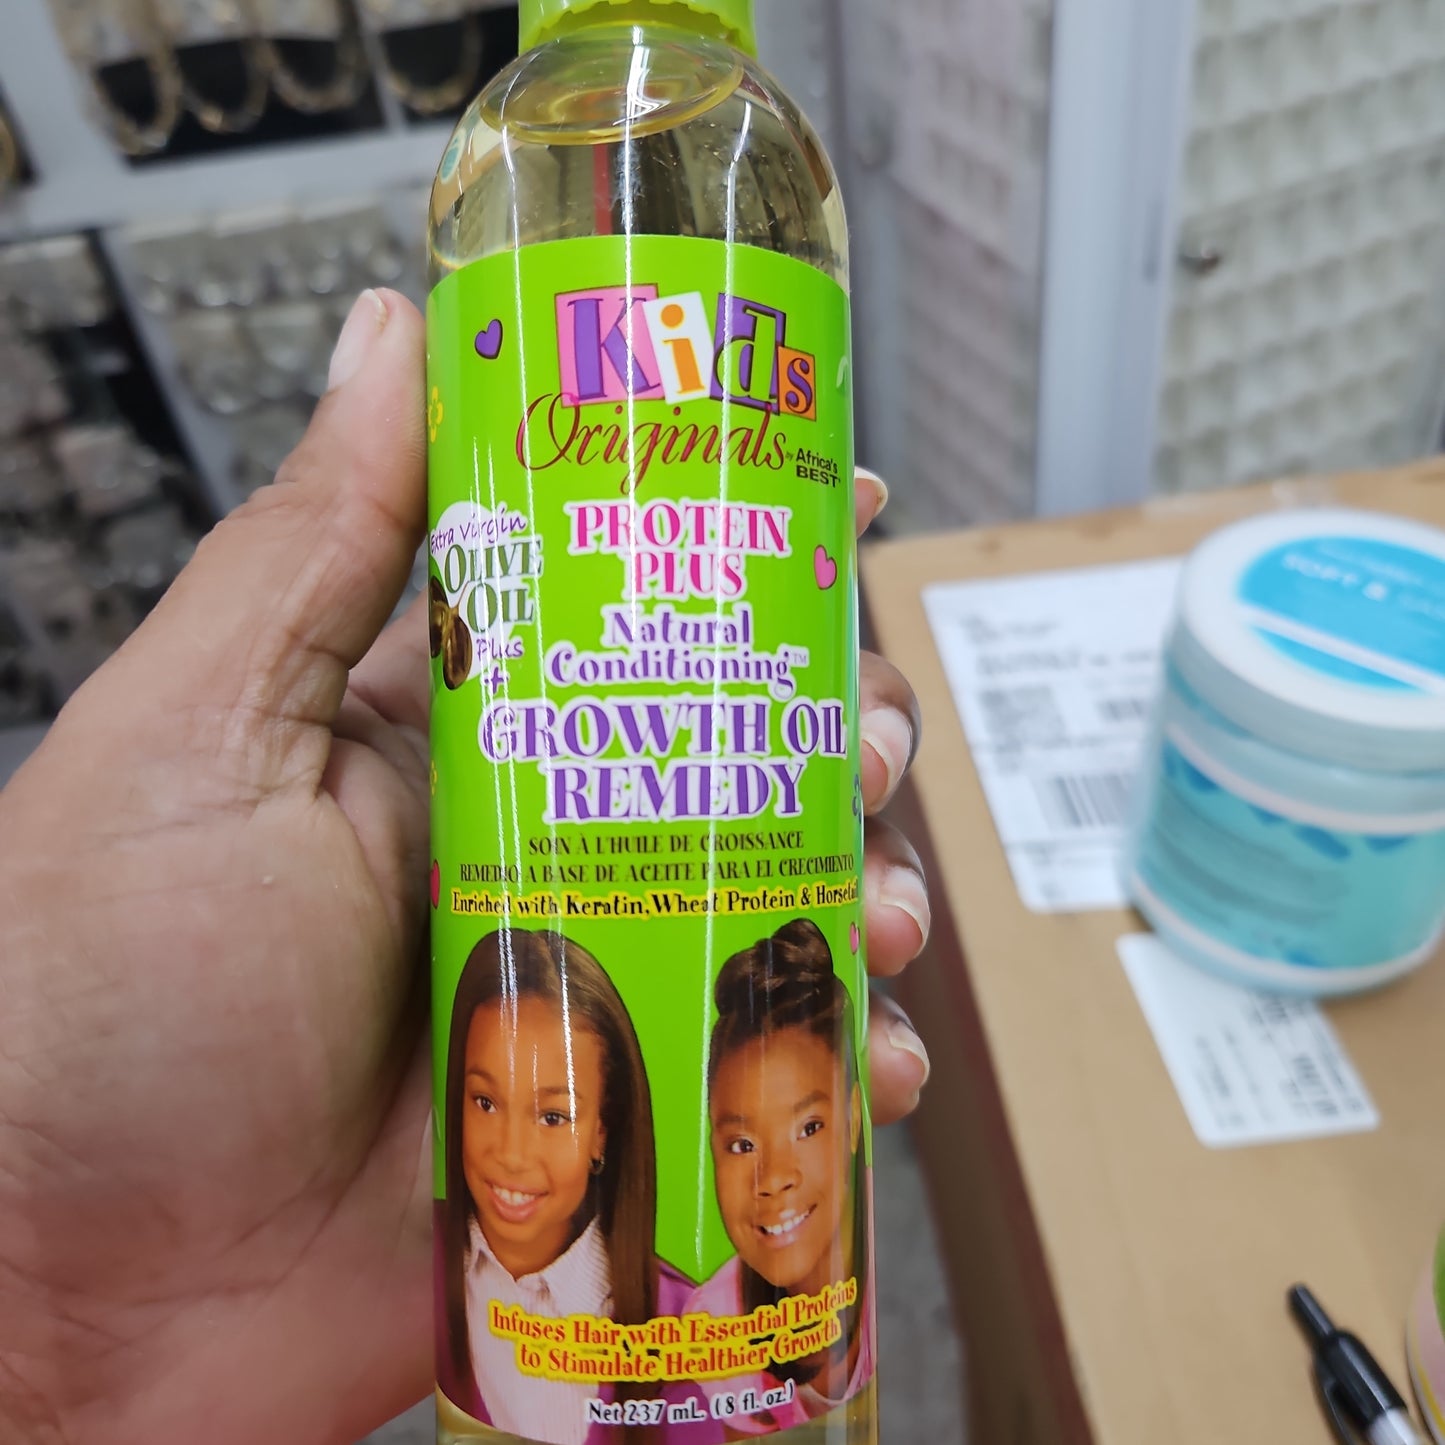 Kids
Originals
by Africa's
BEST
Extra Virgin
OLIVE
OIL
Plus
+
PROTEIN
PLUS
Natural
Conditioning™
GROWTH OIL
REMEDY
SOIN À L'HUILE DE CROISSANCE
REMEDIO A BASE DE ACEITE PARA EL CRECIMIENTO
Enriched with Keratin, Wheat Protein & Horsetail
Infuses Hair with Essential Proteins
to Stimulate Healthier Growth
Net 237 mL (8 fl. oz.)